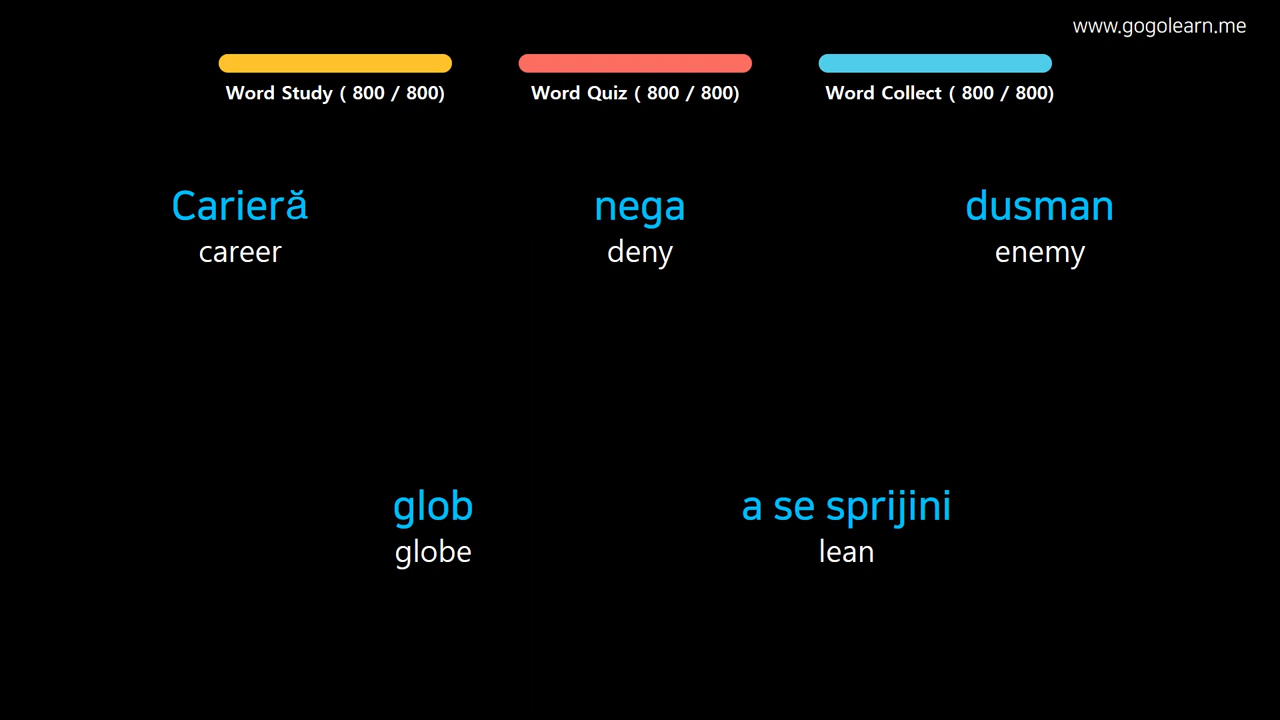 www.gogolearn.me
Word Study ( 800 / 800)
Word Quiz ( 800 / 800)
Word Collect ( 800 / 800)
Carieră
career
nega
deny
dusman
enemy
glob
globe
a se sprijini
lean